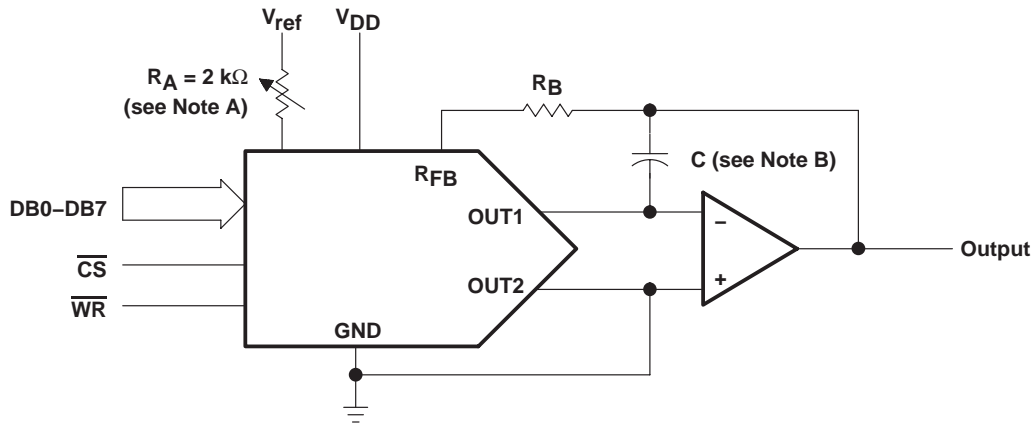 Vref
VDD
RA = 2 kΩ
(see Note A)
RB
RFB
C (see Note B)
DB0–DB7
OUT1
–
Output
CS
OUT2
+
WR
GND